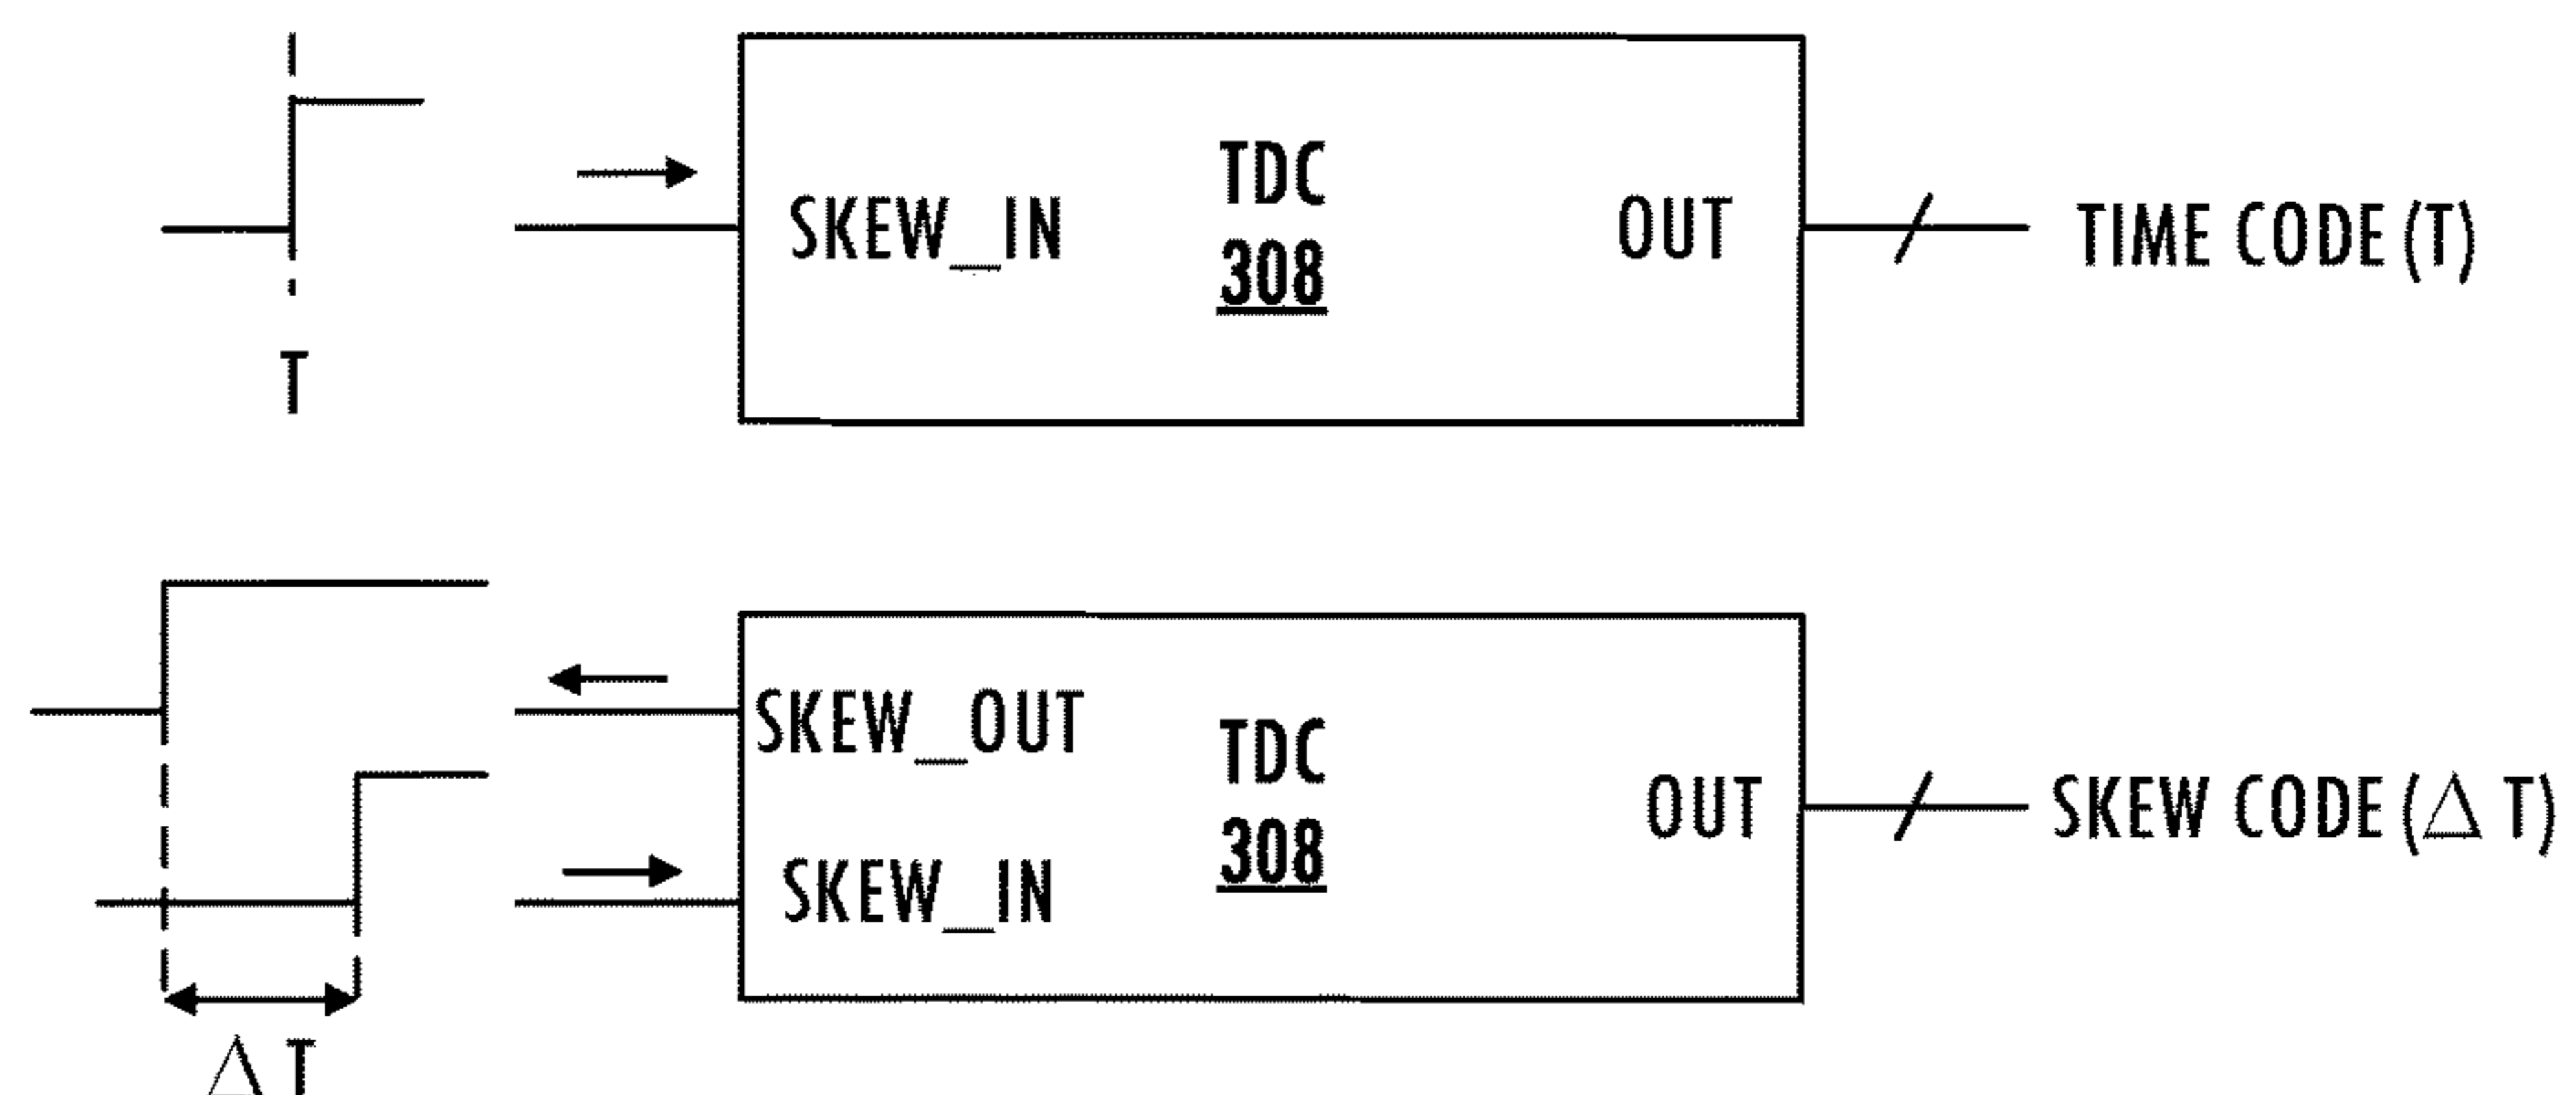 TDC
SKEW_IN OUT TIME CODE (T)
308
T
SKEW_OUT TDC
OUT SKEW CODE (Δ T)
308
SKEW_IN
Δ T